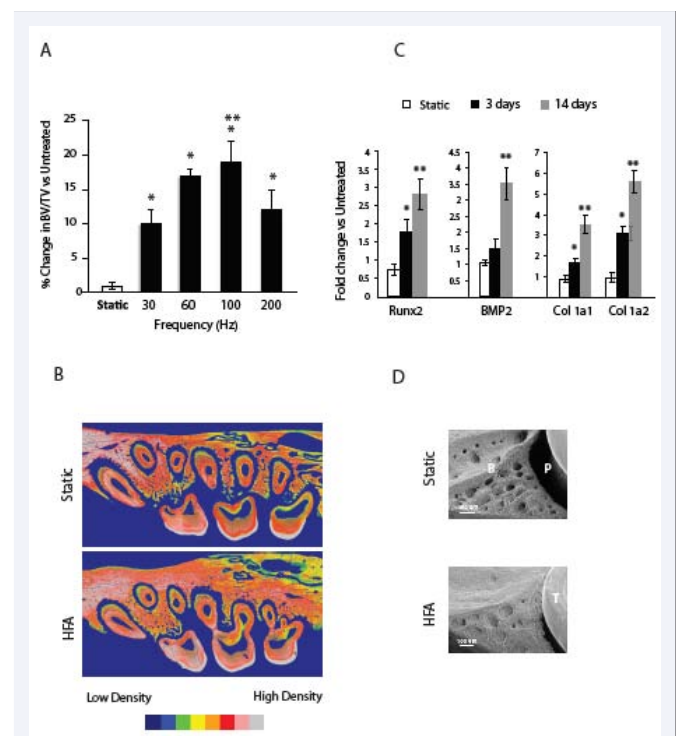 A
C
Static 3 days 14 days
% Change in BV/TV vs Untreated
25
20
15
10
5
0
* * ** * *
Static 30 60 100 200
Frequency (Hz)
Fold change vs Untreated
4
3.5
3
2.5
2
1.5
1
0.5
0
* **
Runx2
4.5
4
3.5
3
2.5
2
1.5
1
0.5
**
BMP2
7
6
5
4
3
2
1
* ** * **
Col 1a1 Col 1a2
B
D
Static
HFA
Low Density High Density
Static
B P
HFA
T